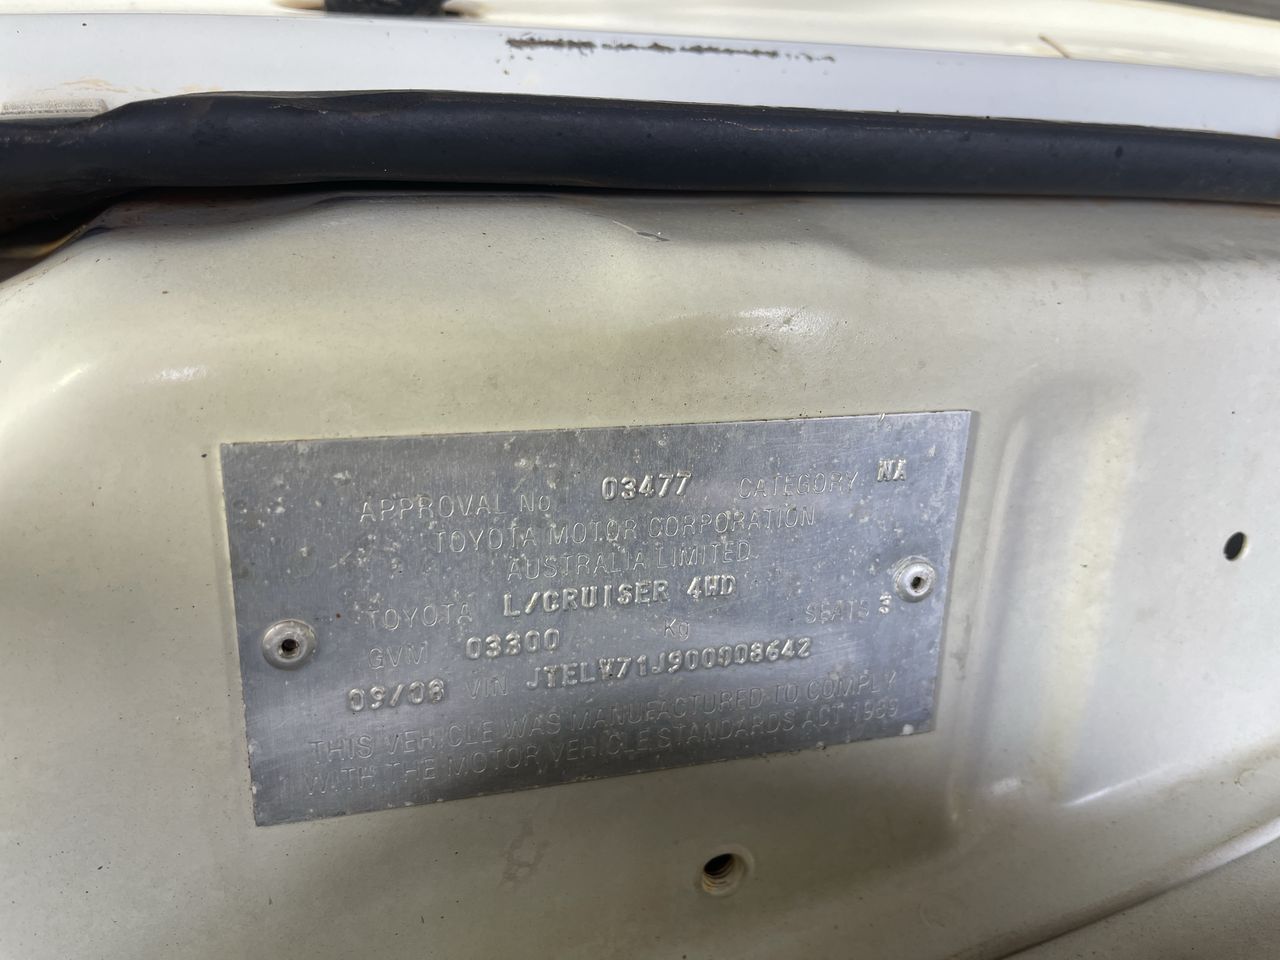 APPROVAL No 03477 CATEGORY NA
TOYOTA MOTOR CORPORATION
AUSTRALIA LIMITED
TOYOTA L/CRUISER 4WD
GVM 03300 Kg SEATS 3
09/08 VIN JTELV71J900008642
THIS VEHICLE WAS MANUFACTURED TO COMPLY
WITH THE MOTOR VEHICLE STANDARDS ACT 1989